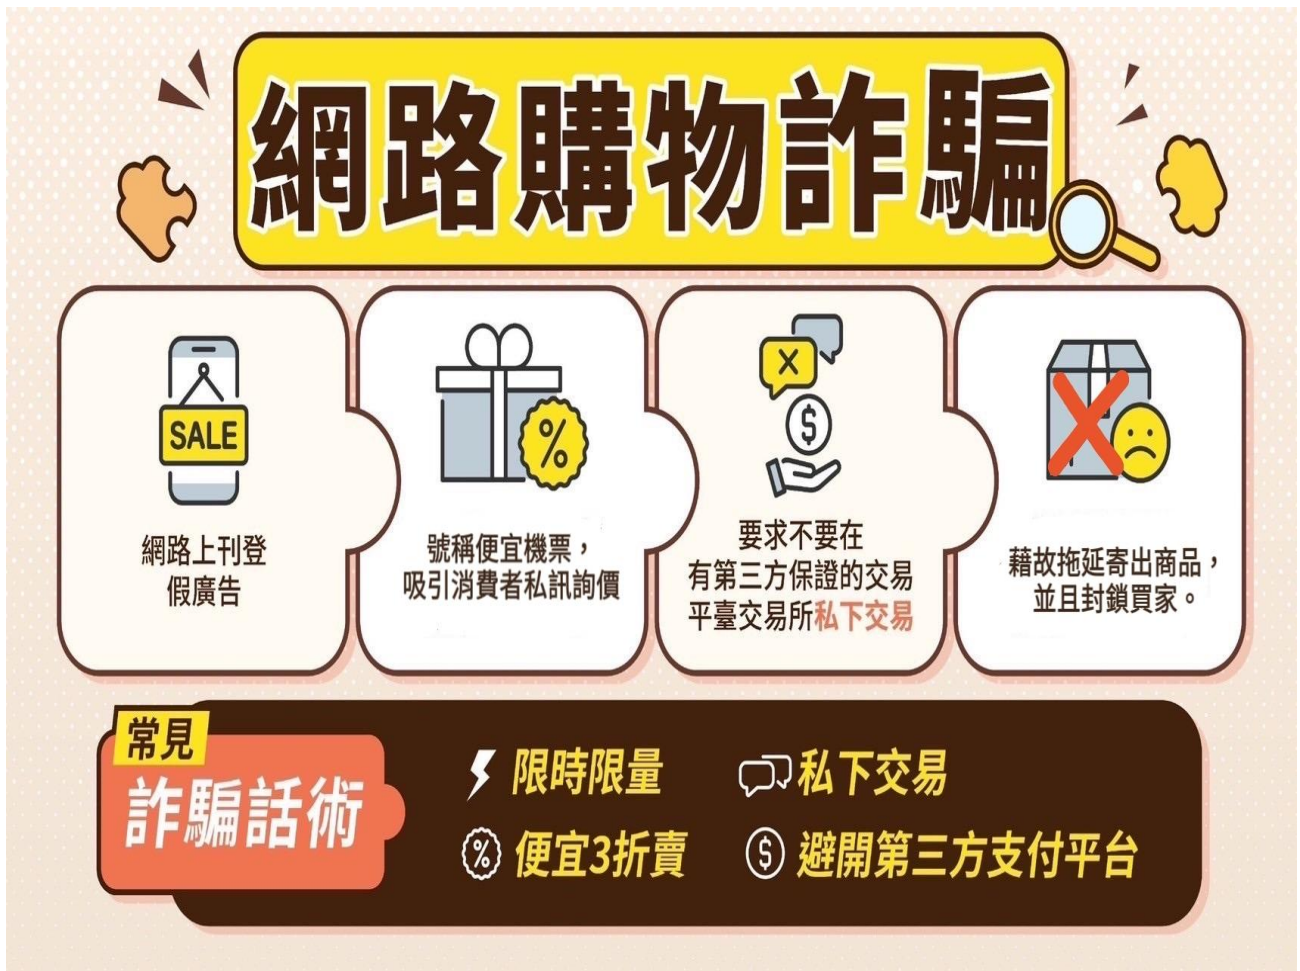 網路購物詐騙
SALE
網路上刊登
假廣告
%
號稱便宜機票，
吸引消費者私訊詢價
X
$
要求不要在
有第三方保證的交易
平臺交易所私下交易
藉故拖延寄出商品，
並且封鎖買家。
常見
詐騙話術
限時限量
私下交易
% 便宜3折賣
$ 避開第三方支付平台